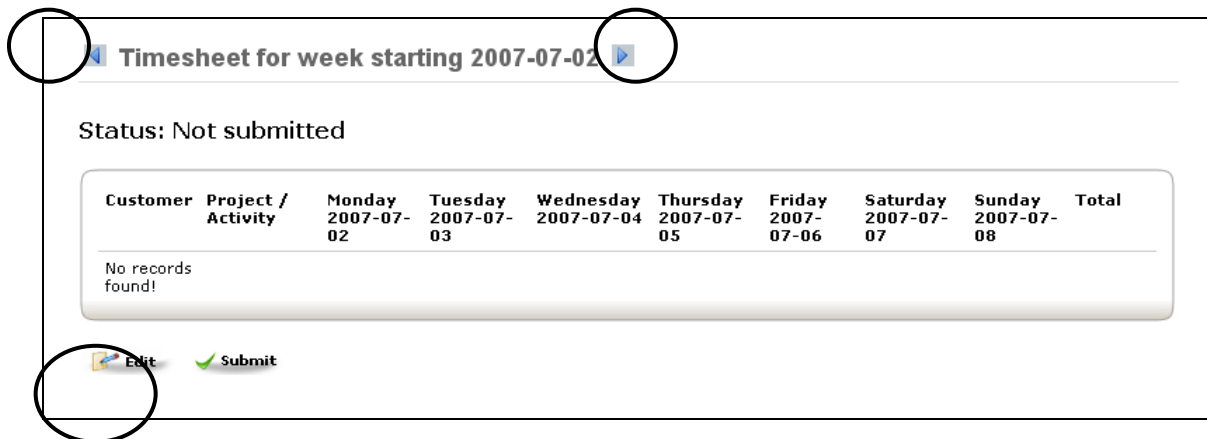 Timesheet for week starting 2007-07-02
Status: Not submitted
Customer Project / Activity Monday 2007-07-02 Tuesday 2007-07-03 Wednesday 2007-07-04 Thursday 2007-07-05 Friday 2007-07-06 Saturday 2007-07-07 Sunday 2007-07-08 Total
No records
found!
Edit Submit